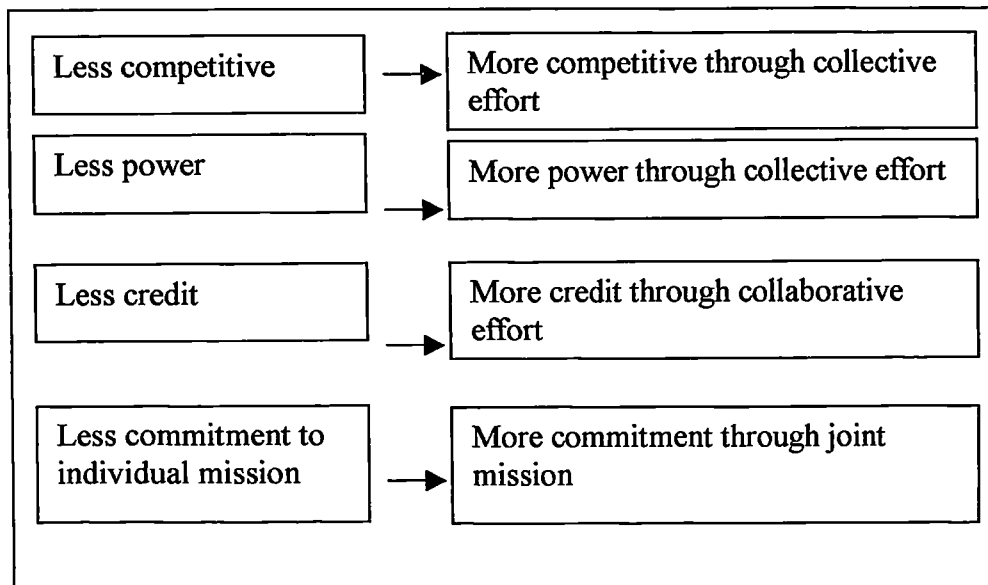 Less competitive
More competitive through collective
effort
Less power
More power through collective effort
Less credit
More credit through collaborative
effort
Less commitment to
individual mission
More commitment through joint
mission